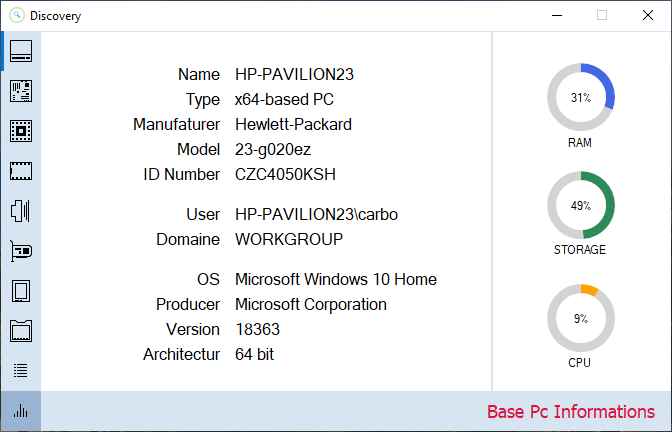 Discovery
Name HP-PAVILION23
Type x64-based PC
Manufaturer Hewlett-Packard
Model 23-g020ez
ID Number CZC4050KSH
User HP-PAVILION23\carbo
Domaine WORKGROUP
OS Microsoft Windows 10 Home
Producer Microsoft Corporation
Version 18363
Architectur 64 bit
31%
RAM
49%
STORAGE
9%
CPU
Base Pc Informations